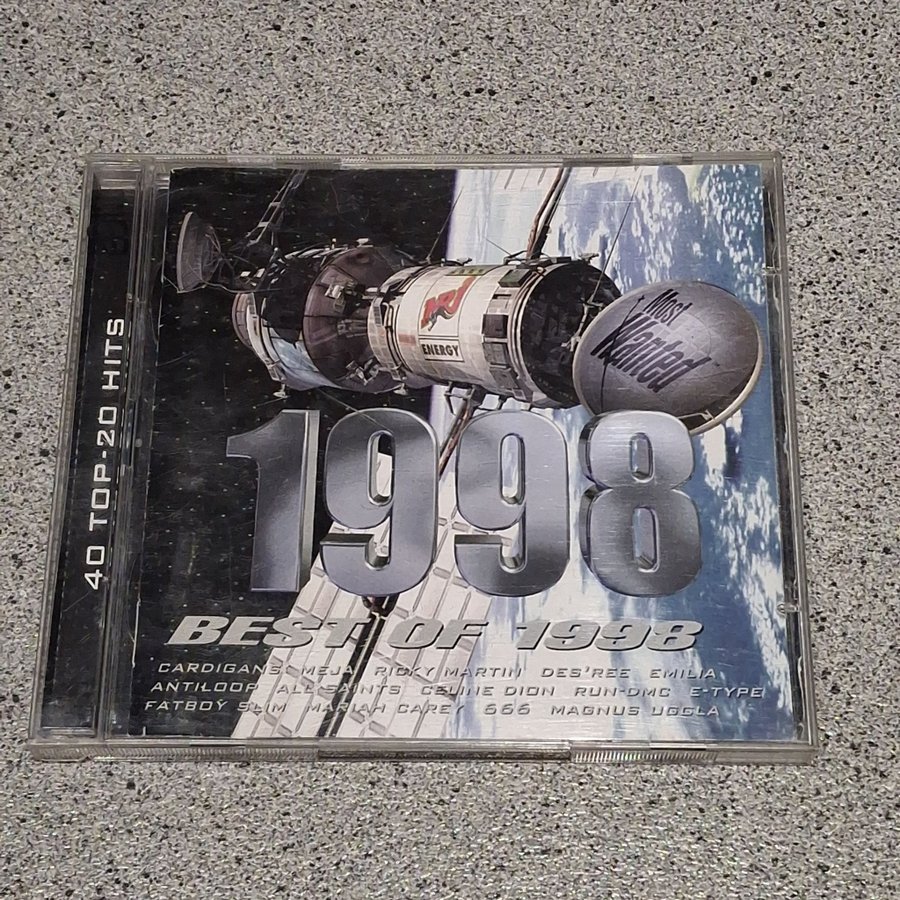 40 TOP-20 HITS
ENERGY
Most
Wanted
1998
BEST OF 1998
CARDIGANS MEJA RICKY MARTIN DES'REE EMILIA
ANTILOOP ALL SAINTS CELINE DION RUN-DMC E-TYPE
FATBOY SLIM MARIAH CAREY 666 MAGNUS UGGLA